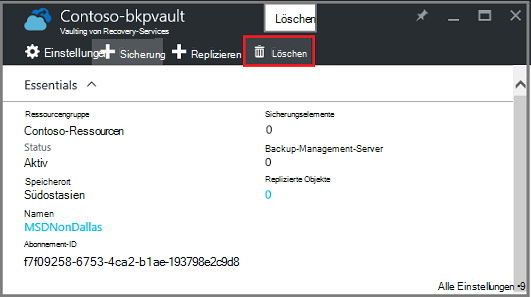 Contoso-bkpvault
Vaulting von Recovery-Services
Löschen
Einstellungen
Sicherung
Replizieren
Löschen
Essentials
Ressourcengruppe
Contoso-Ressourcen
Status
Aktiv
Speicherort
Südostasien
Namen
MSDNonDallas
Abonnement-ID
f7f09258-6753-4ca2-b1ae-193798e2c9d8
Sicherungselemente
0
Backup-Management-Server
0
Replizierte Objekte
0
Alle Einstellungen •9